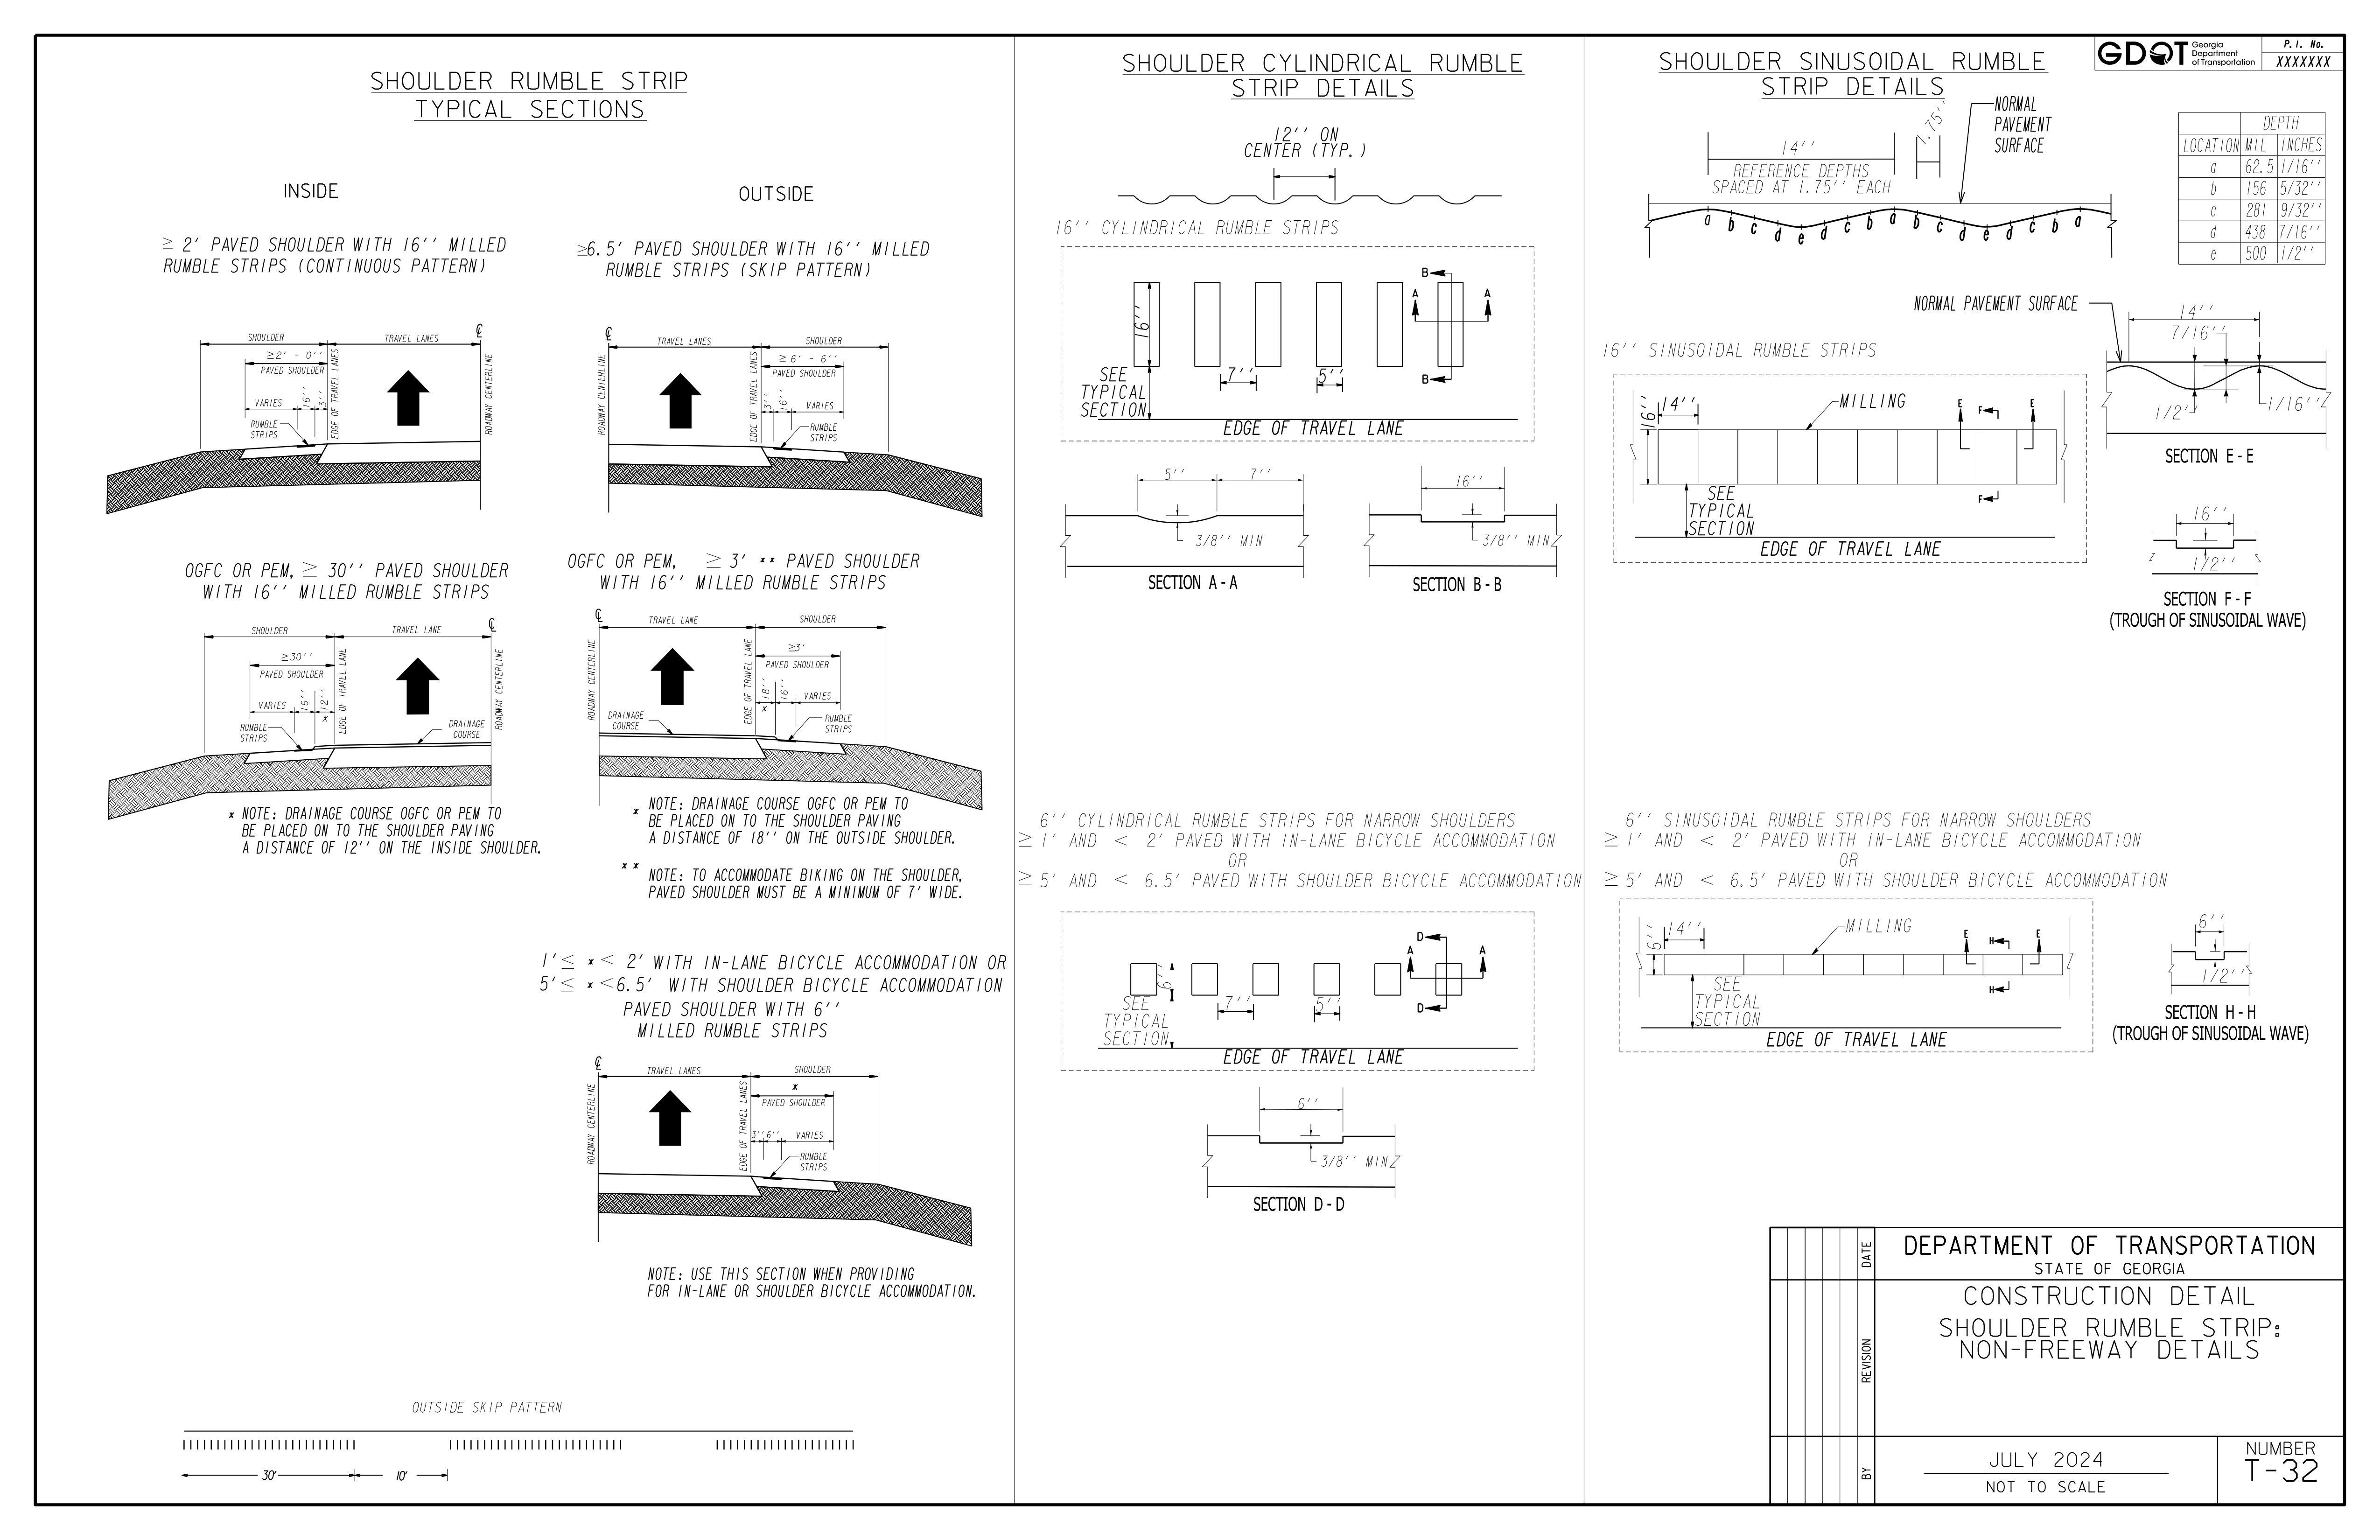 SHOULDER RUMBLE STRIP
TYPICAL SECTIONS
INSIDE
OUTSIDE
≥ 2' PAVED SHOULDER WITH 16'' MILLED
RUMBLE STRIPS (CONTINUOUS PATTERN)
≥6.5' PAVED SHOULDER WITH 16'' MILLED
RUMBLE STRIPS (SKIP PATTERN)
SHOULDER
TRAVEL LANES
℄
≥2' - 0''
PAVED SHOULDER
VARIES
16''
3''
EDGE OF TRAVEL LANES
ROADWAY CENTERLINE
RUMBLE
STRIPS
℄
TRAVEL LANES
SHOULDER
≥ 6' - 6''
PAVED SHOULDER
ROADWAY CENTERLINE
EDGE OF TRAVEL LANES
3''
16''
VARIES
RUMBLE
STRIPS
OGFC OR PEM, ≥ 30'' PAVED SHOULDER
WITH 16'' MILLED RUMBLE STRIPS
OGFC OR PEM, ≥ 3' ** PAVED SHOULDER
WITH 16'' MILLED RUMBLE STRIPS
SHOULDER
TRAVEL LANE
℄
≥30''
PAVED SHOULDER
VARIES
16''
12''
x
EDGE OF TRAVEL LANE
ROADWAY CENTERLINE
RUMBLE
STRIPS
DRAINAGE
COURSE
℄
TRAVEL LANE
SHOULDER
≥3'
PAVED SHOULDER
ROADWAY CENTERLINE
EDGE OF TRAVEL LANE
18''
x
16''
VARIES
DRAINAGE
COURSE
RUMBLE
STRIPS
x NOTE: DRAINAGE COURSE OGFC OR PEM TO
BE PLACED ON TO THE SHOULDER PAVING
A DISTANCE OF 12'' ON THE INSIDE SHOULDER.
x NOTE: DRAINAGE COURSE OGFC OR PEM TO
BE PLACED ON TO THE SHOULDER PAVING
A DISTANCE OF 18'' ON THE OUTSIDE SHOULDER.
x x NOTE: TO ACCOMMODATE BIKING ON THE SHOULDER,
PAVED SHOULDER MUST BE A MINIMUM OF 7' WIDE.
1'≤ x < 2' WITH IN-LANE BICYCLE ACCOMMODATION OR
5'≤ x <6.5' WITH SHOULDER BICYCLE ACCOMMODATION
PAVED SHOULDER WITH 6''
MILLED RUMBLE STRIPS
℄
TRAVEL LANES
SHOULDER
x
PAVED SHOULDER
ROADWAY CENTERLINE
EDGE OF TRAVEL LANES
3''
6''
VARIES
RUMBLE
STRIPS
NOTE: USE THIS SECTION WHEN PROVIDING
FOR IN-LANE OR SHOULDER BICYCLE ACCOMMODATION.
OUTSIDE SKIP PATTERN
30'
10'
SHOULDER CYLINDRICAL RUMBLE
STRIP DETAILS
12'' ON
CENTER (TYP.)
16'' CYLINDRICAL RUMBLE STRIPS
16''
B
A
A
B
SEE
TYPICAL
SECTION
7''
5''
EDGE OF TRAVEL LANE
5''
7''
3/8'' MIN
SECTION A-A
16''
3/8'' MIN
SECTION B-B
6'' CYLINDRICAL RUMBLE STRIPS FOR NARROW SHOULDERS
≥ 1' AND < 2' PAVED WITH IN-LANE BICYCLE ACCOMMODATION
OR
≥ 5' AND < 6.5' PAVED WITH SHOULDER BICYCLE ACCOMMODATION
6''
D
A
A
D
SEE
TYPICAL
SECTION
7''
5''
EDGE OF TRAVEL LANE
6''
3/8'' MIN
SECTION D-D
SHOULDER SINUSOIDAL RUMBLE
STRIP DETAILS
GDOT
Georgia
Department
of Transportation
P. I. No.
XXXXXXX
14''
REFERENCE DEPTHS
SPACED AT 1.75'' EACH
1.75''
NORMAL
PAVEMENT
SURFACE
a b c d e d c b a b c d e d c b a
DEPTH
LOCATION MIL INCHES
a 62.5 1/16''
b 156 5/32''
c 281 9/32''
d 438 7/16''
e 500 1/2''
NORMAL PAVEMENT SURFACE
14''
7/16''
1/2''
1/16''
SECTION E-E
16'' SINUSOIDAL RUMBLE STRIPS
16''
14''
MILLING
E
F
E
F
SEE
TYPICAL
SECTION
EDGE OF TRAVEL LANE
16''
1/2''
SECTION F-F
(TROUGH OF SINUSOIDAL WAVE)
6'' SINUSOIDAL RUMBLE STRIPS FOR NARROW SHOULDERS
≥ 1' AND < 2' PAVED WITH IN-LANE BICYCLE ACCOMMODATION
OR
≥ 5' AND < 6.5' PAVED WITH SHOULDER BICYCLE ACCOMMODATION
6''
14''
MILLING
E
H
E
H
SEE
TYPICAL
SECTION
EDGE OF TRAVEL LANE
6''
1/2''
SECTION H-H
(TROUGH OF SINUSOIDAL WAVE)
DATE
REVISION
BY
DEPARTMENT OF TRANSPORTATION
STATE OF GEORGIA
CONSTRUCTION DETAIL
SHOULDER RUMBLE STRIP:
NON-FREEWAY DETAILS
JULY 2024
NOT TO SCALE
NUMBER
T-32